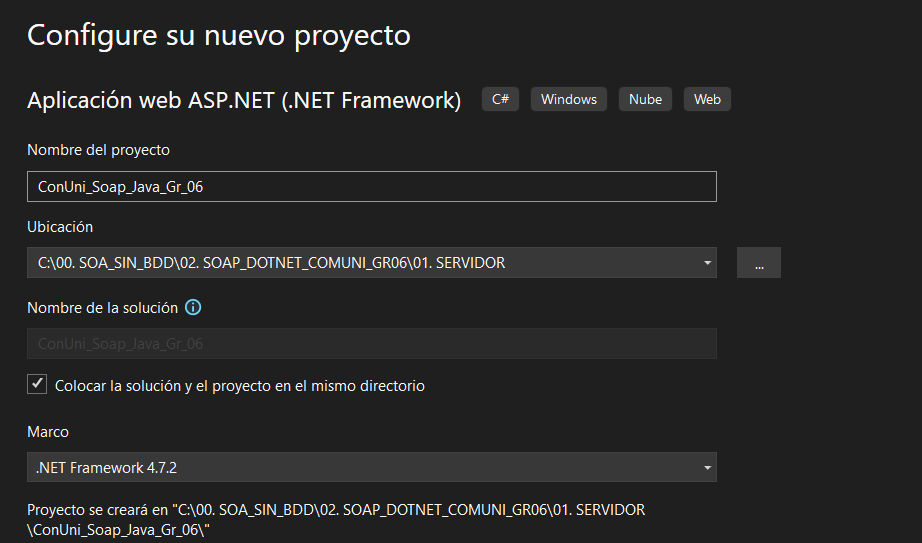 Configure su nuevo proyecto
Aplicación web ASP.NET (.NET Framework) C# Windows Nube Web
Nombre del proyecto
ConUni_Soap_Java_Gr_06
Ubicación
C:\00. SOA_SIN_BDD\02. SOAP_DOTNET_COMUNI_GR06\01. SERVIDOR ...
Nombre de la solución
ConUni_Soap_Java_Gr_06
Colocar la solución y el proyecto en el mismo directorio
Marco
.NET Framework 4.7.2
Proyecto se creará en "C:\00. SOA_SIN_BDD\02. SOAP_DOTNET_COMUNI_GR06\01. SERVIDOR
\ConUni_Soap_Java_Gr_06\"